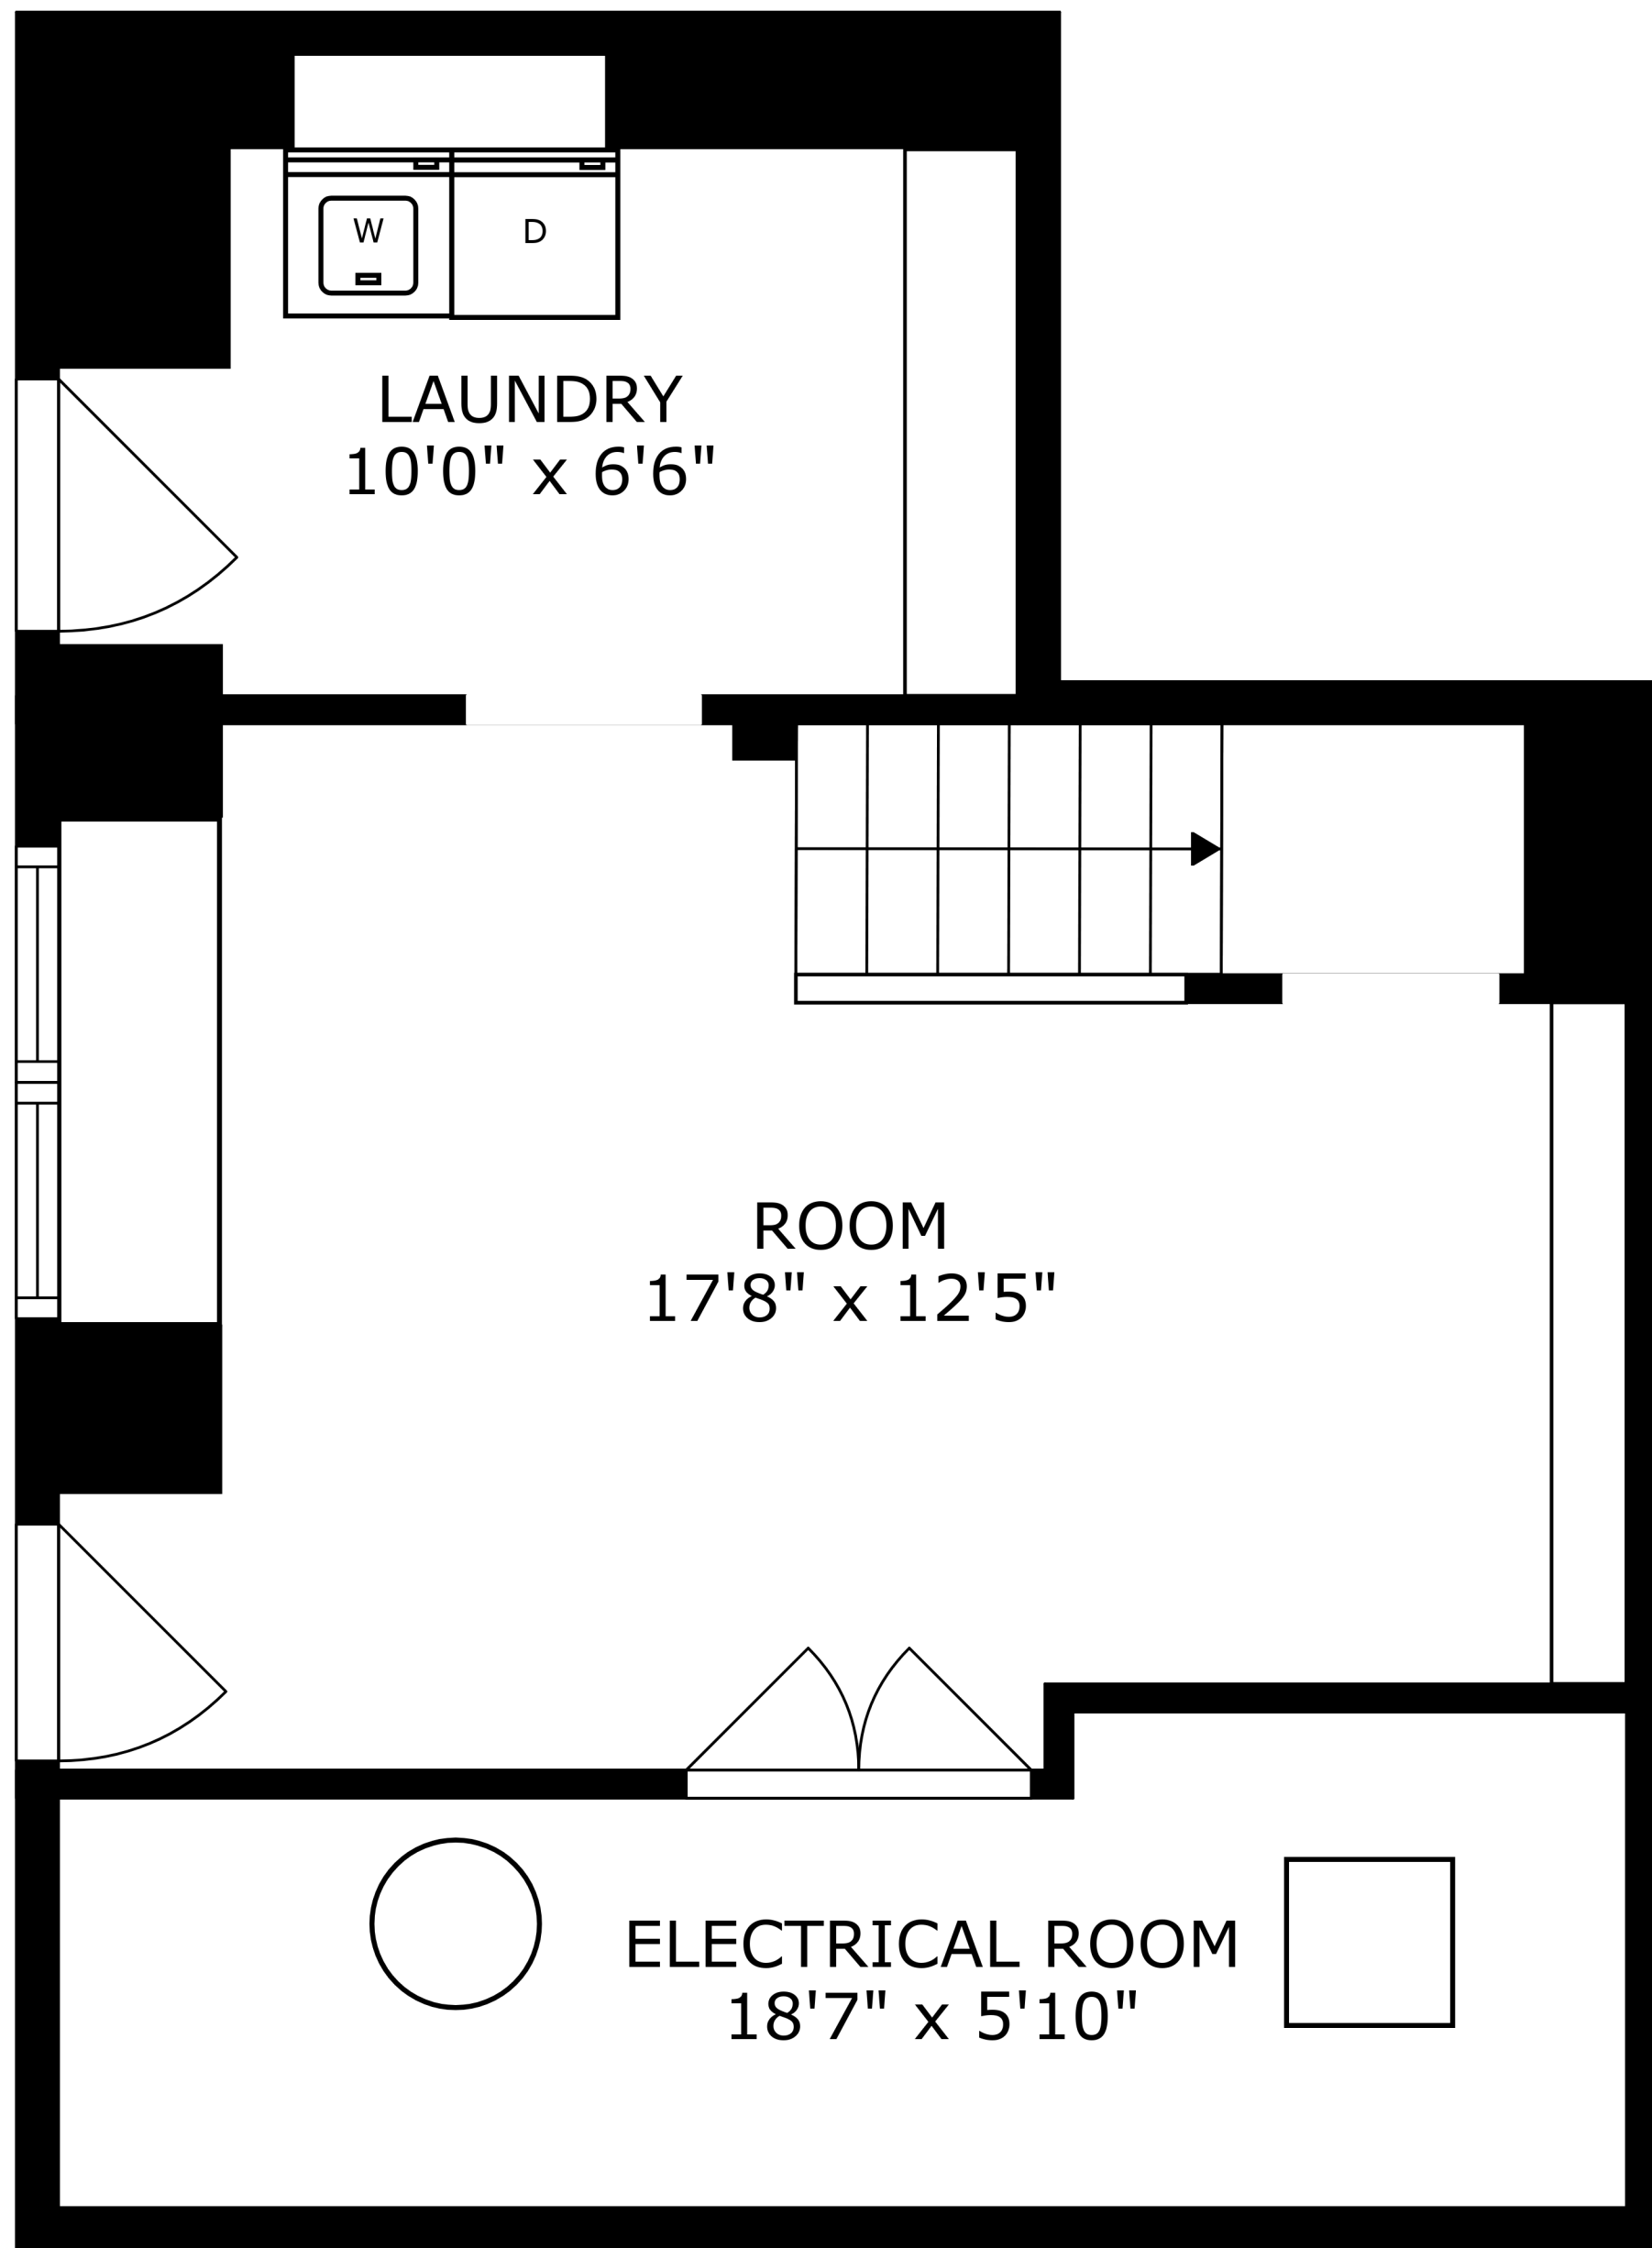 W
D
LAUNDRY
10'0" x 6'6"
ROOM
17'8" x 12'5"
ELECTRICAL ROOM
18'7" x 5'10"